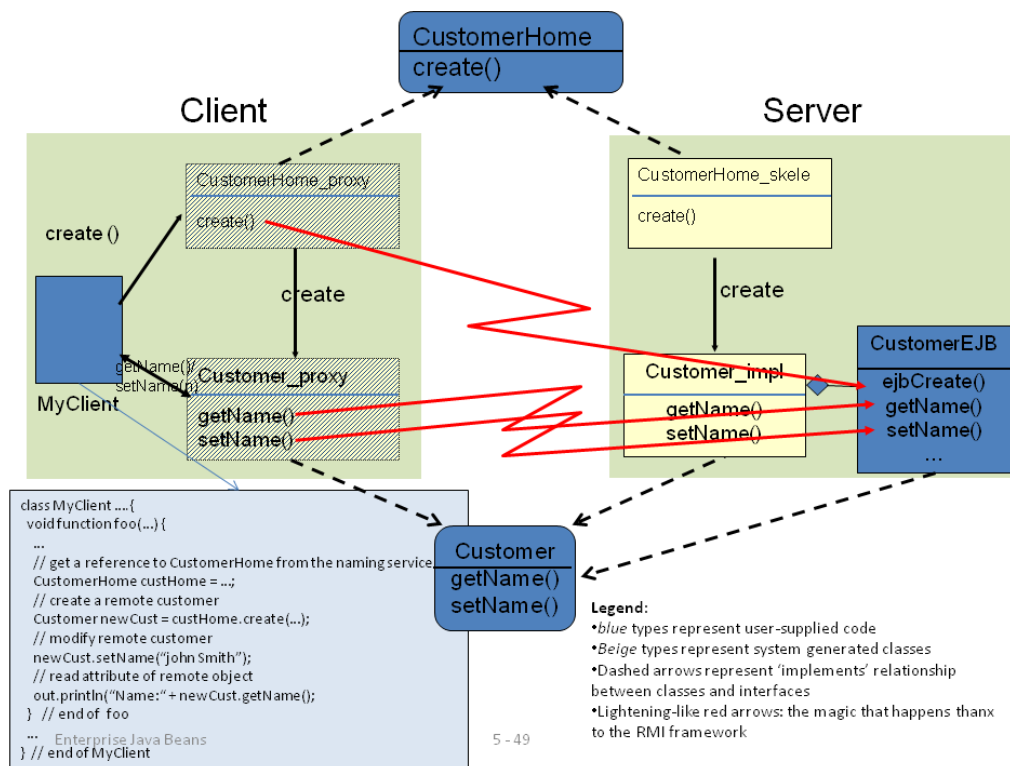 CustomerHome
create()
Client
Server
CustomerHome_proxy
create()
CustomerHome_skele
create()
create ()
create
create
MyClient
getName()/
setName(n)
Customer_proxy
getName()
setName()
Customer_impl
getName()
setName()
CustomerEJB
ejbCreate()
getName()
setName()
...
Customer
getName()
setName()
class MyClient ....{
void function foo(...) {
...
// get a reference to CustomerHome from the naming service
CustomerHome custHome = ...;
// create a remote customer
Customer newCust = custHome.create(...);
// modify remote customer
newCust.setName(“john Smith”);
// read attribute of remote object
out.println(“Name:“ + newCust.getName();
} // end of foo
...
} // end of MyClient
Legend:
•blue types represent user-supplied code
•Beige types represent system generated classes
•Dashed arrows represent ‘implements’ relationship
between classes and interfaces
•Lightening-like red arrows: the magic that happens thanx
to the RMI framework
Enterprise Java Beans
5 - 49